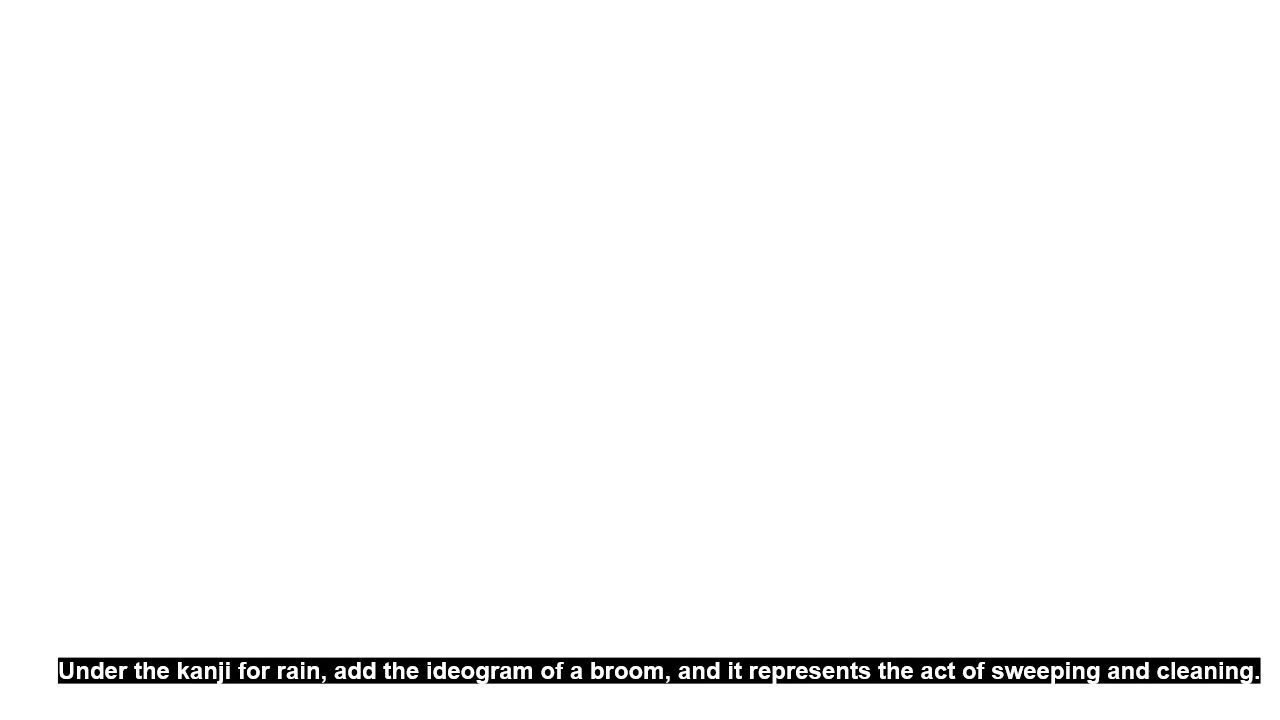 Under the kanji for rain, add the ideogram of a broom, and it represents the act of sweeping and cleaning.